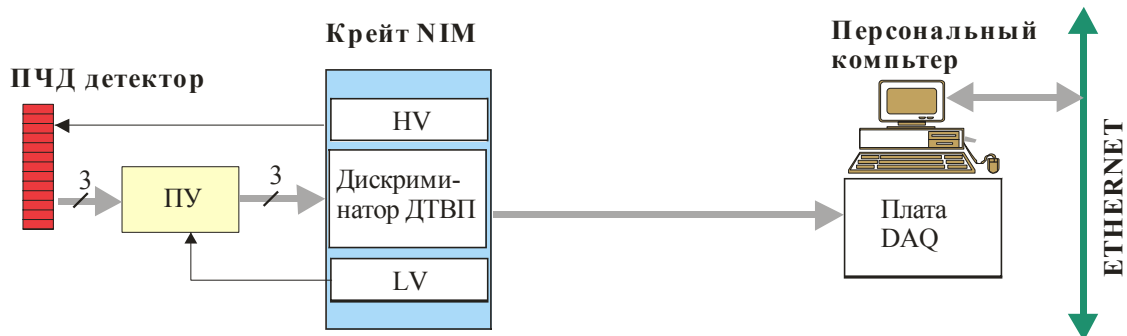 ПЧД детектор
3
ПУ
3
Крейт NIM
HV
Дискрими-
натор ДТВП
LV
Персональный
компьтер
Плата
DAQ
ETHERNET